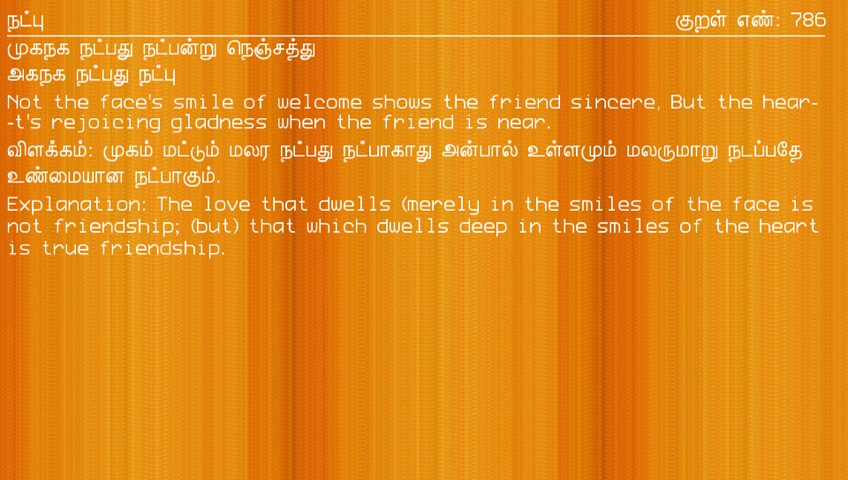 நட்பு குறள் எண்: 786
முகநக நட்பது நட்பன்று நெஞ்சத்து
அகநக நட்பது நட்பு
Not the face's smile of welcome shows the friend sincere, But the hear-
-t's rejoicing gladness when the friend is near.
விளக்கம்: முகம் மட்டும் மலர நட்பது நட்பாகாது அன்பால் உள்ளமும் மலருமாறு நடப்பதே
உண்மையான நட்பாகும்.
Explanation: The love that dwells (merely in the smiles of the face is
not friendship; (but) that which dwells deep in the smiles of the heart
is true friendship.